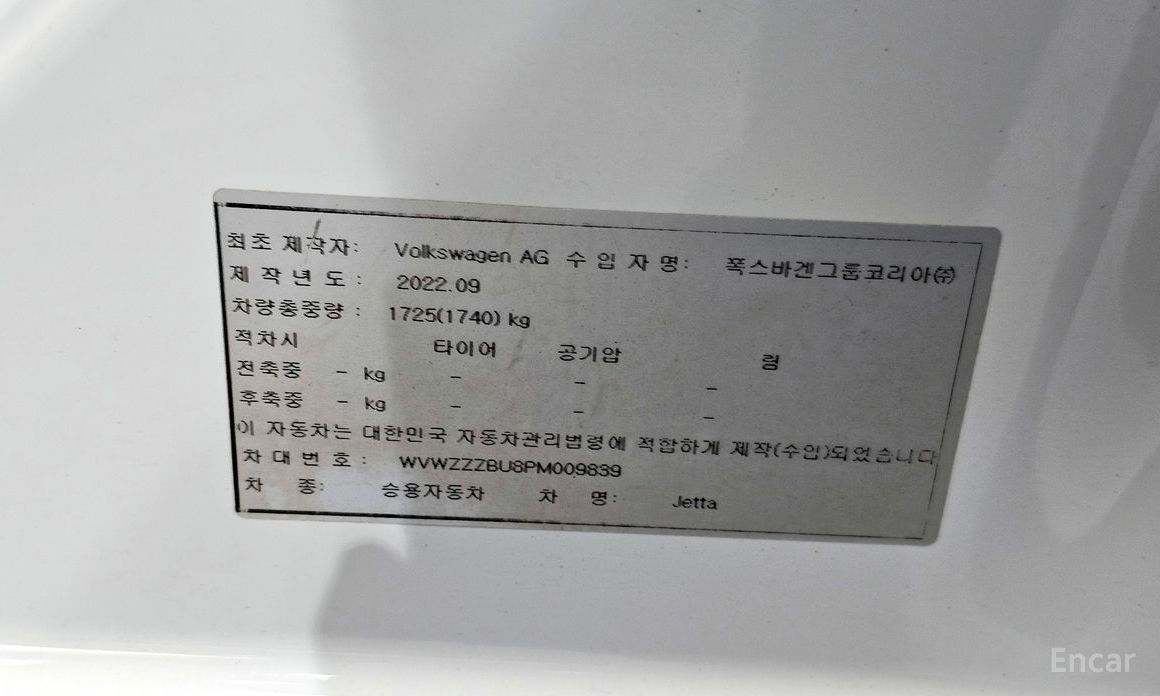 최초 제작자: Volkswagen AG 수 입 자 명: 폭스바겐그룹코리아㈜
제 작 년 도 : 2022.09
차량총중량 : 1725(1740) kg
적차시 타이어 공기압 림
전축중 - kg - - -
후축중 - kg - - -
이 자동차는 대한민국 자동차관리법령에 적합하게 제작(수입)되었습니다
차 대 번 호 : WVWZZZBU8PM009839
차 종: 승용자동차 차 명: Jetta
Encar